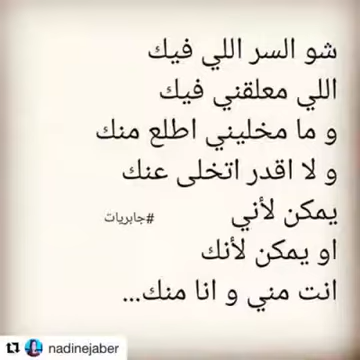 شو السر اللي فيك
اللي معلقني فيك
و ما مخليني اطلع منك
و لا اقدر اتخلى عنك
يمكن لأني
#جابريات
او يمكن لأنك
انت مني و انا منك...
nadinejaber